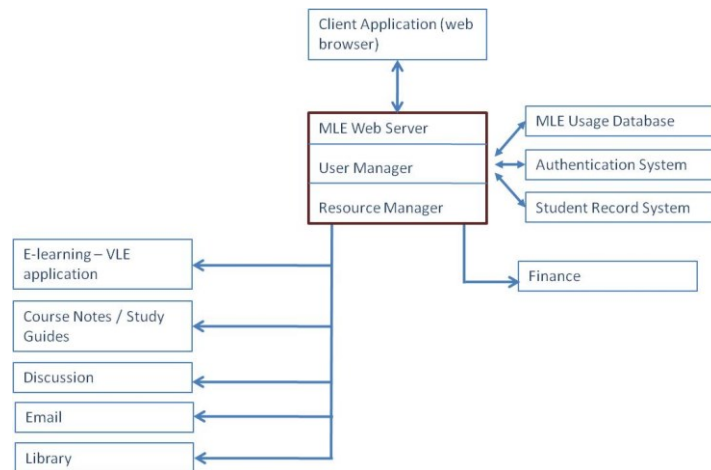 Client Application (web
browser)
MLE Web Server
User Manager
Resource Manager
MLE Usage Database
Authentication System
Student Record System
E-learning – VLE
application
Finance
Course Notes / Study
Guides
Discussion
Email
Library